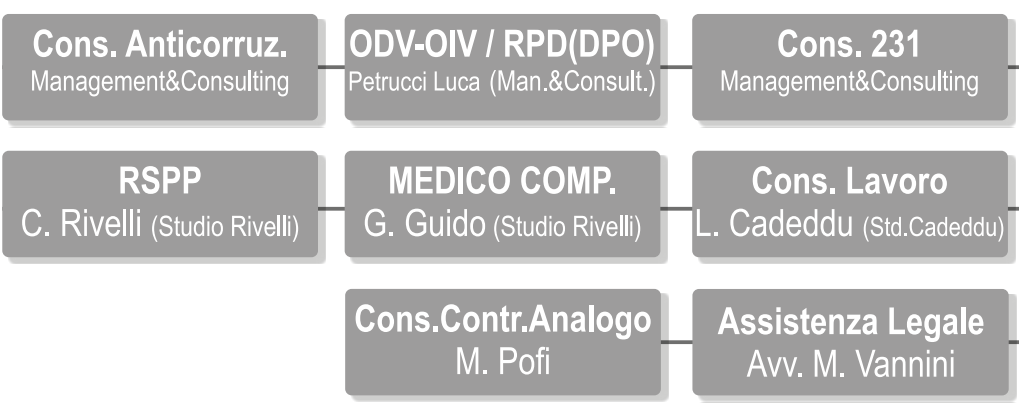 Cons. Anticorruz.
Management&Consulting
ODV-OIV / RPD(DPO)
Petrucci Luca (Man.&Consult.)
Cons. 231
Management&Consulting
RSPP
C. Rivelli (Studio Rivelli)
MEDICO COMP.
G. Guido (Studio Rivelli)
Cons. Lavoro
L. Cadeddu (Std.Cadeddu)
Cons.Contr.Analogo
M. Pofi
Assistenza Legale
Avv. M. Vannini